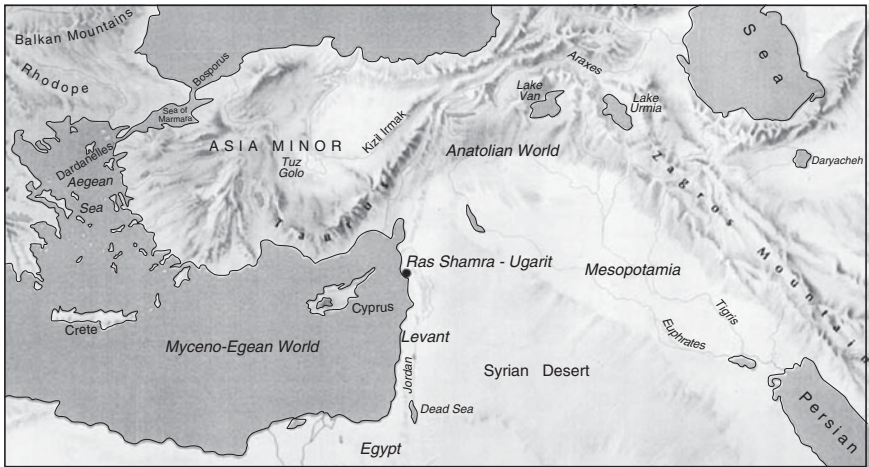 Balkan Mountains
Rhodope
Bosporus
Sea of
Marmara
Dardanelles
Aegean
Sea
ASIA MINOR
Tuz
Golo
Kizil Irmak
Taurus
Araxes
Lake
Van
Lake
Urmia
Sea
Anatolian World
Daryacheh
Zagros Mountain
Ras Shamra - Ugarit
Mesopotamia
Tigris
Euphrates
Cyprus
Crete
Myceno-Egean World
Levant
Jordan
Syrian Desert
Dead Sea
Egypt
Persian